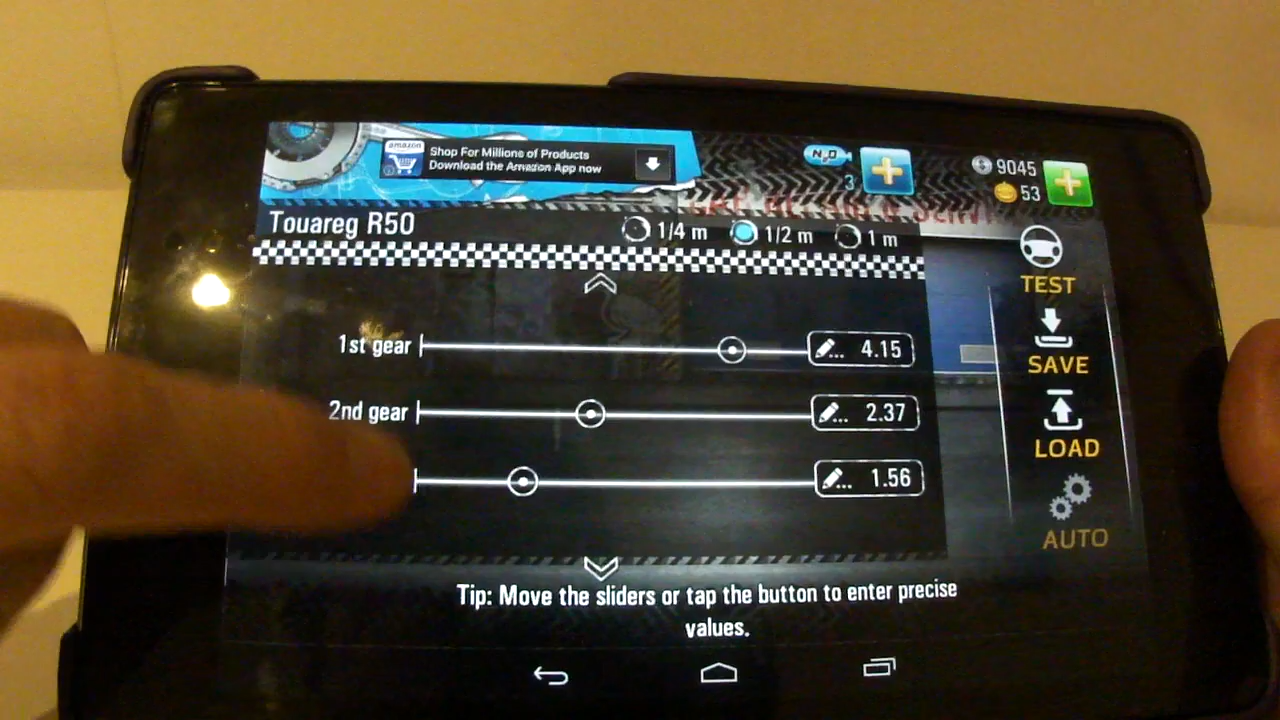 amazon
Shop For Millions of Products
Download the Amazon App now
N2O
3
9045
53
Touareg R50
1/4 m
1/2 m
1 m
TEST
1st gear
... 4.15
SAVE
2nd gear
... 2.37
LOAD
... 1.56
AUTO
Tip: Move the sliders or tap the button to enter precise
values.